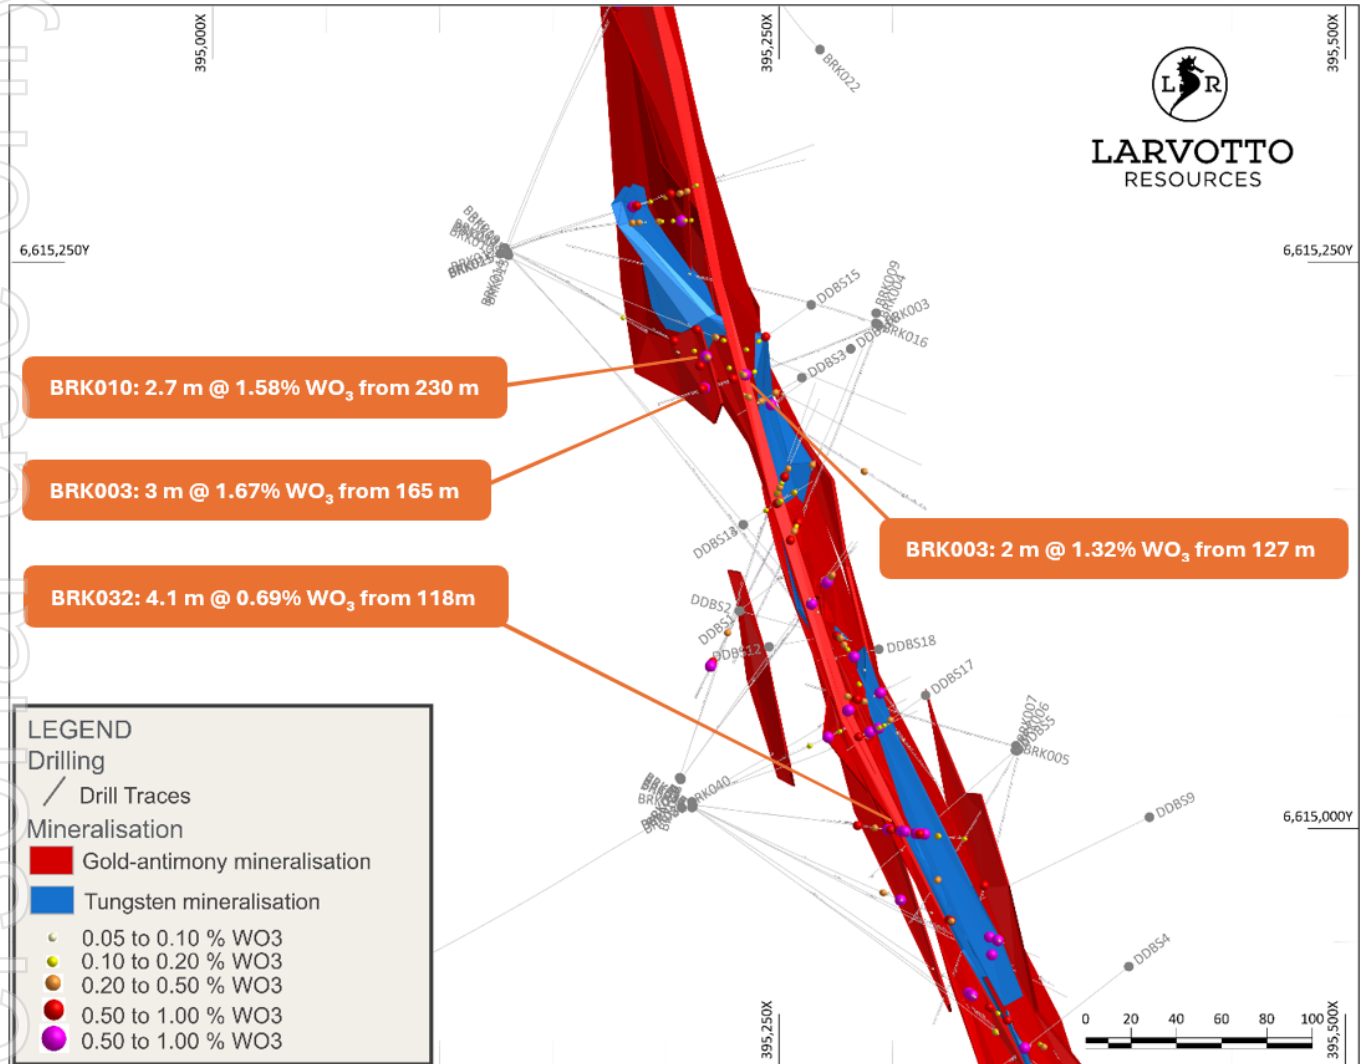 395,000X
395,250X
395,500X
BRK022
L R
LARVOTTO
RESOURCES
6,615,250Y
6,615,250Y
BRK009
BRK004
BRK003
BRK016
DDBS15
DDBS3
BRK010: 2.7 m @ 1.58% WO₃ from 230 m
BRK003: 3 m @ 1.67% WO₃ from 165 m
BRK003: 2 m @ 1.32% WO₃ from 127 m
DDBS13
BRK032: 4.1 m @ 0.69% WO₃ from 118m
DDBS2
DDBS1
DDBS12
DDBS18
DDBS17
BRK007
DDBS5
BRK005
BRK040
DDBS9
6,615,000Y
DDBS4
LEGEND
Drilling
Drill Traces
Mineralisation
Gold-antimony mineralisation
Tungsten mineralisation
0.05 to 0.10 % WO3
0.10 to 0.20 % WO3
0.20 to 0.50 % WO3
0.50 to 1.00 % WO3
0.50 to 1.00 % WO3
395,250X
395,500X
0 20 40 60 80 100